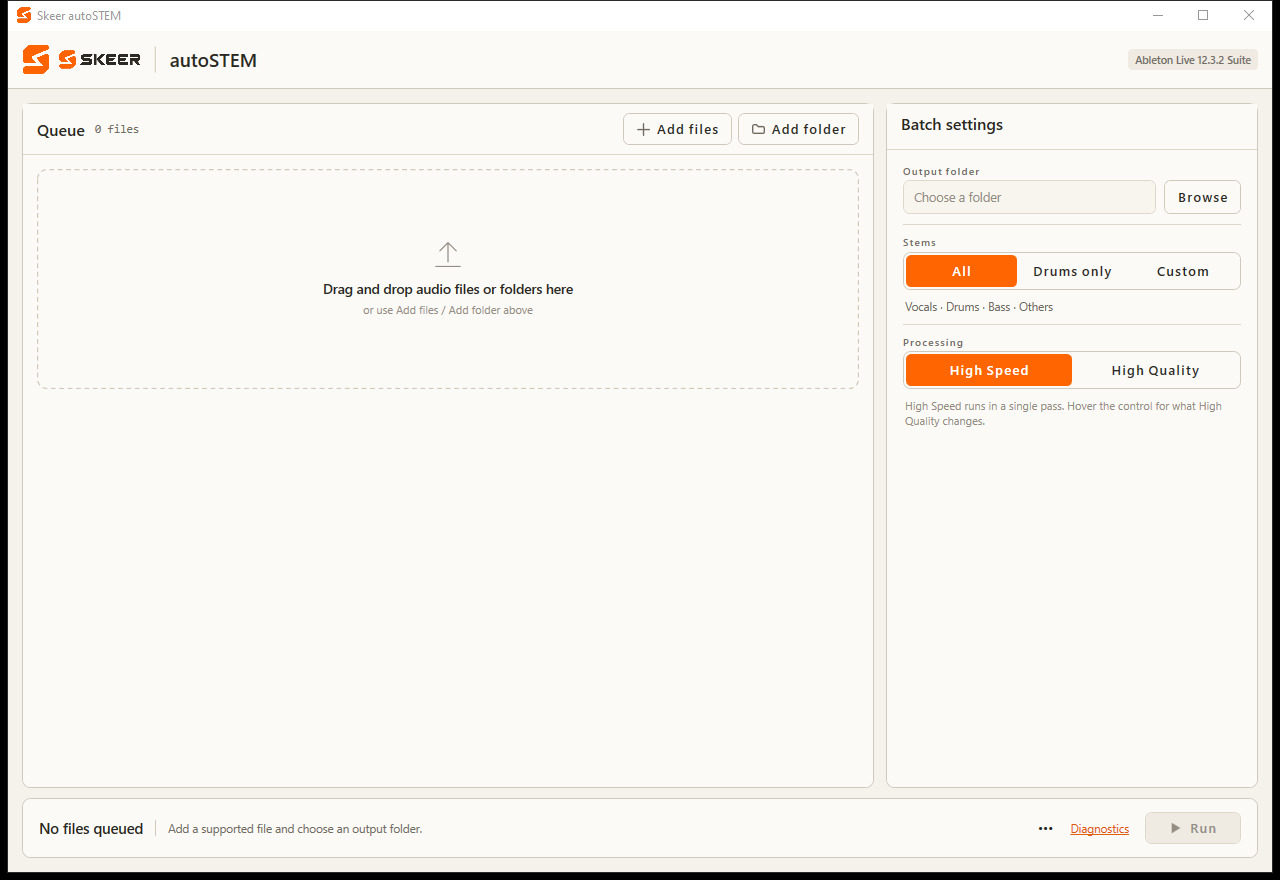 Skeer autoSTEM
SKEER
autoSTEM
Ableton Live 12.3.2 Suite
Queue 0 files
Add files
Add folder
Drag and drop audio files or folders here
or use Add files / Add folder above
Batch settings
Output folder
Choose a folder
Browse
Stems
All
Drums only
Custom
Vocals · Drums · Bass · Others
Processing
High Speed
High Quality
High Speed runs in a single pass. Hover the control for what High
Quality changes.
No files queued
Add a supported file and choose an output folder.
Diagnostics
Run